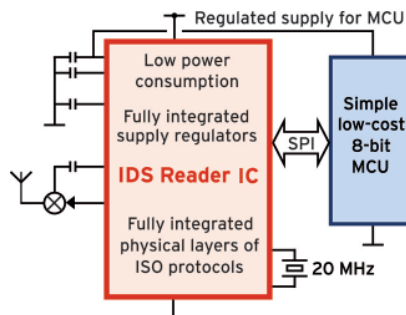 Regulated supply for MCU
Low power
consumption
Fully integrated
supply regulators
IDS Reader IC
Fully integrated
physical layers of
ISO protocols
SPI
Simple
low-cost
8-bit
MCU
20 MHz